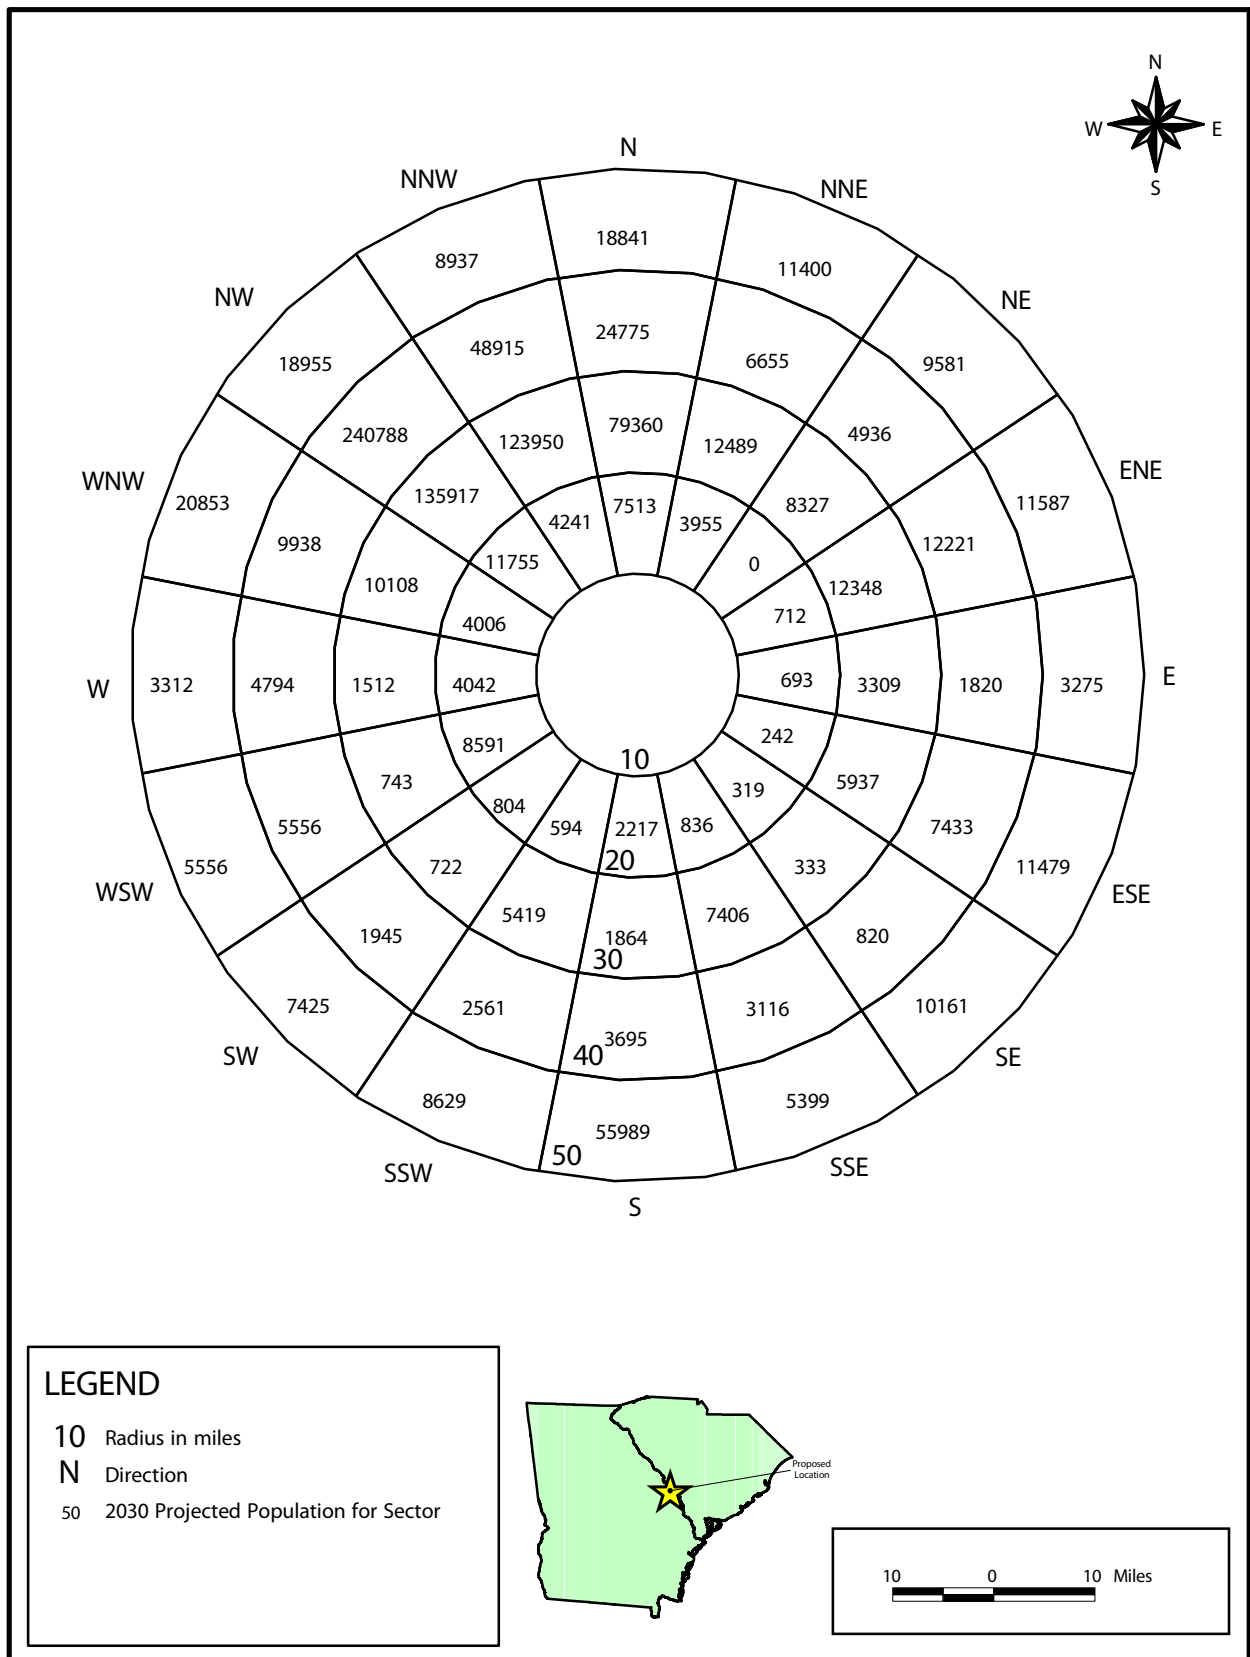 N
W E
S
N
NNW
NNE
18841
8937
11400
NW
NE
24775
48915
6655
18955
9581
79360
240788
123950
12489
4936
WNW
ENE
20853
135917
7513
8327
11587
4241
3955
9938
12221
11755
0
10108
12348
4006
712
W
3312
4794
1512
4042
693
3309
1820
3275
E
8591
242
10
743
5937
804
319
594
2217
836
5556
7433
20
5556
722
333
11479
WSW
ESE
5419
7406
1945
1864
820
30
7425
2561
3116
10161
3695
40
SW
SE
8629
5399
55989
50
SSW
SSE
S
LEGEND
10 Radius in miles
N Direction
50 2030 Projected Population for Sector
Proposed
Location
10 0 10 Miles